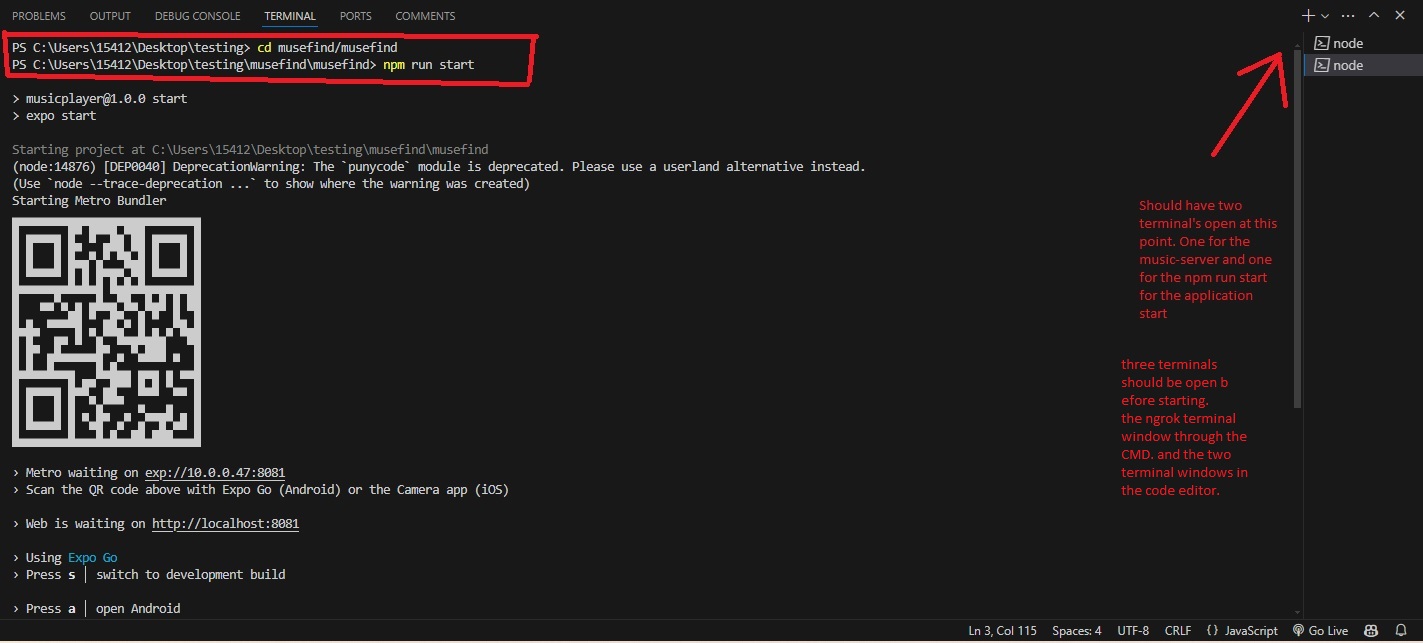 PROBLEMS OUTPUT DEBUG CONSOLE TERMINAL PORTS COMMENTS
PS C:\Users\15412\Desktop\testing> cd musefind/musefind
PS C:\Users\15412\Desktop\testing\musefind\musefind> npm run start
> musicplayer@1.0.0 start
> expo start
Starting project at C:\Users\15412\Desktop\testing\musefind\musefind
(node:14876) [DEP0040] DeprecationWarning: The `punycode` module is deprecated. Please use a userland alternative instead.
(Use `node --trace-deprecation ...` to show where the warning was created)
Starting Metro Bundler
› Metro waiting on exp://10.0.0.47:8081
› Scan the QR code above with Expo Go (Android) or the Camera app (iOS)
› Web is waiting on http://localhost:8081
› Using Expo Go
› Press s │ switch to development build
› Press a │ open Android
node
node
Should have two
terminal's open at this
point. One for the
music-server and one
for the npm run start
for the application
start
three terminals
should be open b
efore starting.
the ngrok terminal
window through the
CMD. and the two
terminal windows in
the code editor.
Ln 3, Col 115 Spaces: 4 UTF-8 CRLF {} JavaScript Go Live